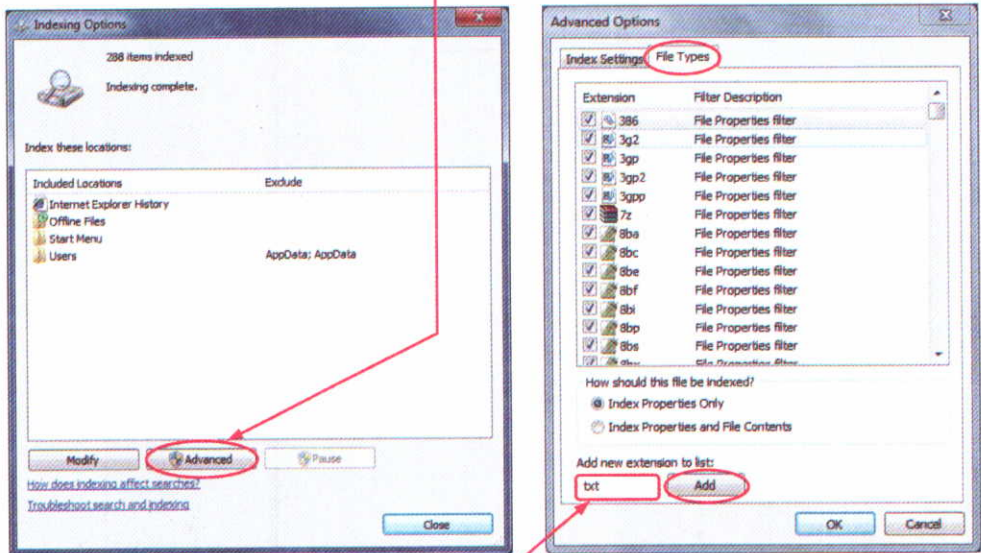 Indexing Options
288 items indexed
Indexing complete.
Index these locations:
Included Locations Exclude
Internet Explorer History
Offline Files
Start Menu
Users AppData; AppData
Modify Advanced Pause
How does indexing affect searches?
Troubleshoot search and indexing
Close
Advanced Options
Index Settings File Types
Extension Filter Description
386 File Properties filter
3g2 File Properties filter
3gp File Properties filter
3gp2 File Properties filter
3gpp File Properties filter
7z File Properties filter
8ba File Properties filter
8bc File Properties filter
8be File Properties filter
8bf File Properties filter
8bi File Properties filter
8bp File Properties filter
8bs File Properties filter
File Properties filter
How should this file be indexed?
Index Properties Only
Index Properties and File Contents
Add new extension to list:
txt Add
OK Cancel